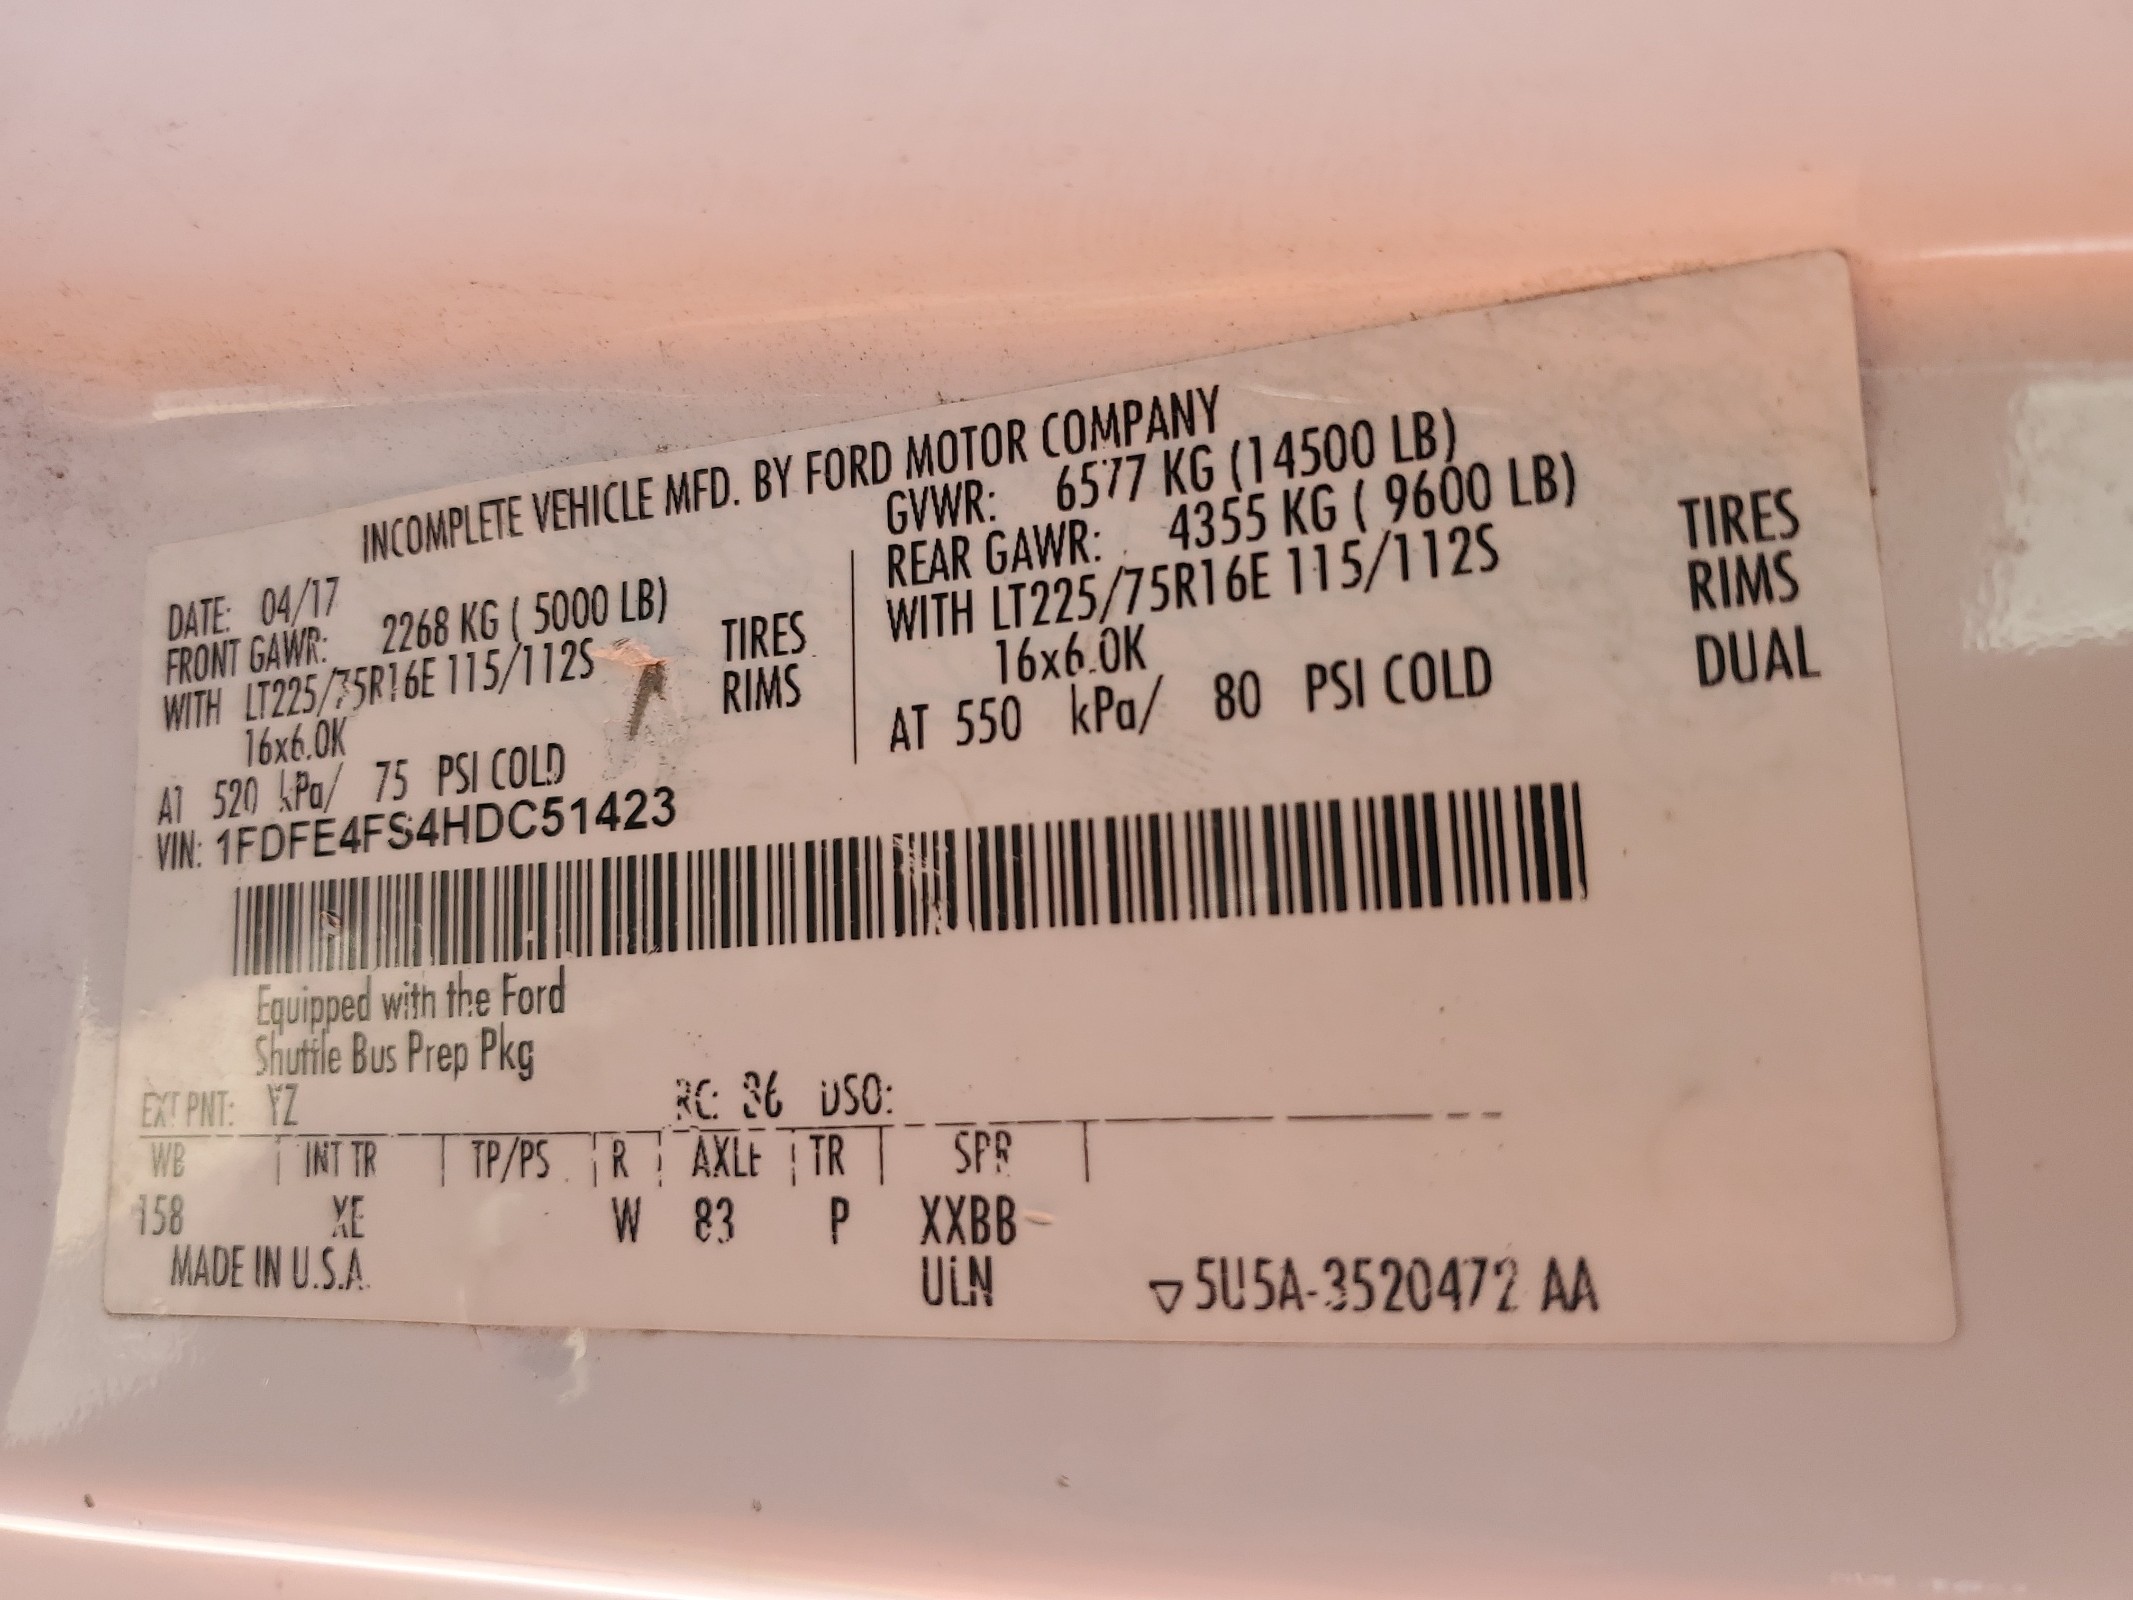 INCOMPLETE VEHICLE MFD. BY FORD MOTOR COMPANY
DATE: 04/17
FRONT GAWR: 2268 KG ( 5000 LB)
WITH LT225/75R16E 115/112S TIRES
16x6.0K RIMS
AT 520 kPa/ 75 PSI COLD
GVWR: 6577 KG (14500 LB)
REAR GAWR: 4355 KG ( 9600 LB)
WITH LT225/75R16E 115/112S TIRES
16x6.0K RIMS
AT 550 kPa/ 80 PSI COLD DUAL
VIN: 1FDFE4FS4HDC51423
Equipped with the Ford
Shuttle Bus Prep Pkg
EXT PNT: YZ RC: DSO:
WB INT TR TP/PS R AXLE TR SPR
158 XE W 83 P XXBB
MADE IN U.S.A. ULN ▽5U5A-3520472 AA